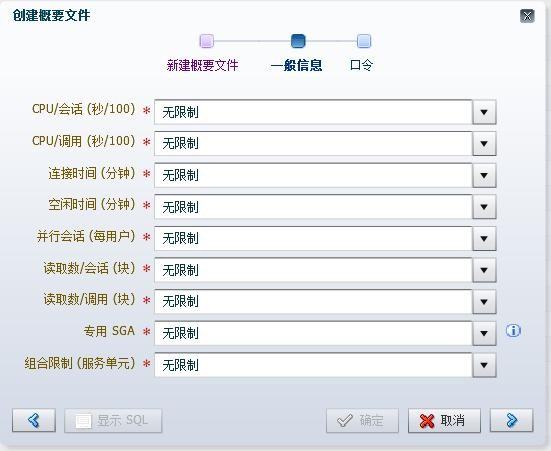 创建概要文件
新建概要文件 一般信息 口令
CPU/会话 (秒/100) * 无限制
CPU/调用 (秒/100) * 无限制
连接时间 (分钟) * 无限制
空闲时间 (分钟) * 无限制
并行会话 (每用户) * 无限制
读取数/会话 (块) * 无限制
读取数/调用 (块) * 无限制
专用 SGA * 无限制
组合限制 (服务单元) * 无限制
显示 SQL 确定 取消